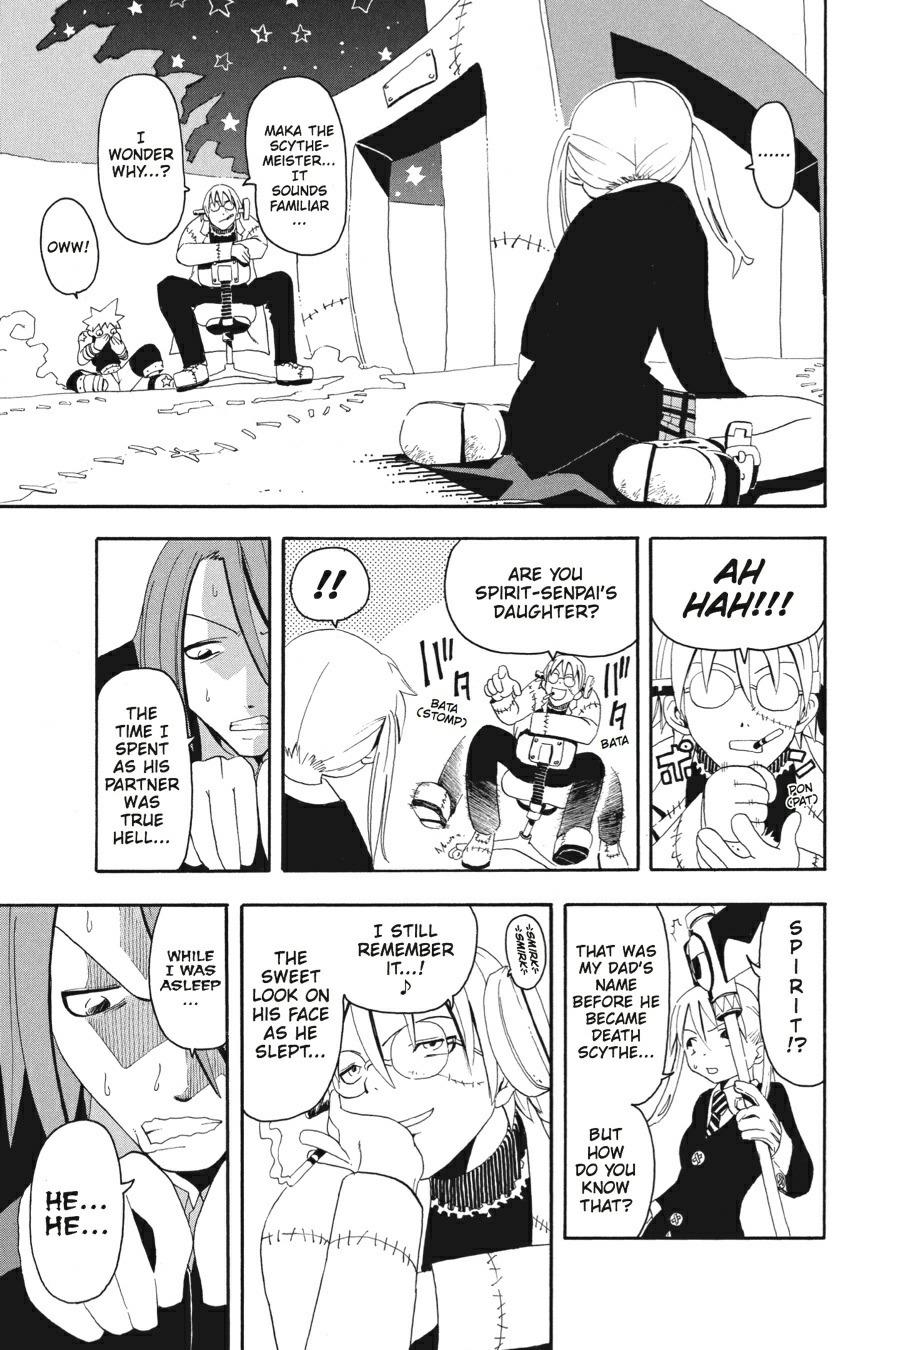 .......
MAKA THE
SCYTHE-
MEISTER...
IT
SOUNDS
FAMILIAR
...
I
WONDER
WHY...?
OWW!
AH
HAH!!!
PON
(PAT)
ポン
ARE YOU
SPIRIT-SENPAI'S
DAUGHTER?
バタ
BATA
バタ
BATA
(STOMP)
!!
THE
TIME I
SPENT
AS HIS
PARTNER
WAS
TRUE
HELL...
SPIRIT!?
THAT WAS
MY DAD'S
NAME
BEFORE HE
BECAME
DEATH
SCYTHE...
BUT
HOW
DO YOU
KNOW
THAT?
SMIRK
SMIRK
I STILL
REMEMBER
IT...!
♪
THE
SWEET
LOOK ON
HIS FACE
AS HE
SLEPT...
WHILE
I WAS
ASLEEP
...
HE...
HE...